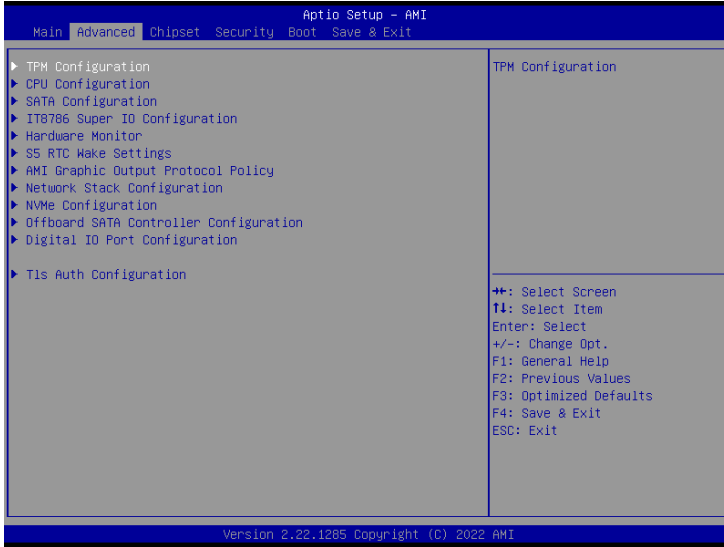 Aptio Setup – AMI
Main Advanced Chipset Security Boot Save & Exit
▶ TPM Configuration
▶ CPU Configuration
▶ SATA Configuration
▶ IT8786 Super IO Configuration
▶ Hardware Monitor
▶ S5 RTC Wake Settings
▶ AMI Graphic Output Protocol Policy
▶ Network Stack Configuration
▶ NVMe Configuration
▶ Offboard SATA Controller Configuration
▶ Digital IO Port Configuration
▶ Tls Auth Configuration
TPM Configuration
→←: Select Screen
↑↓: Select Item
Enter: Select
+/-: Change Opt.
F1: General Help
F2: Previous Values
F3: Optimized Defaults
F4: Save & Exit
ESC: Exit
Version 2.22.1285 Copyright (C) 2022 AMI